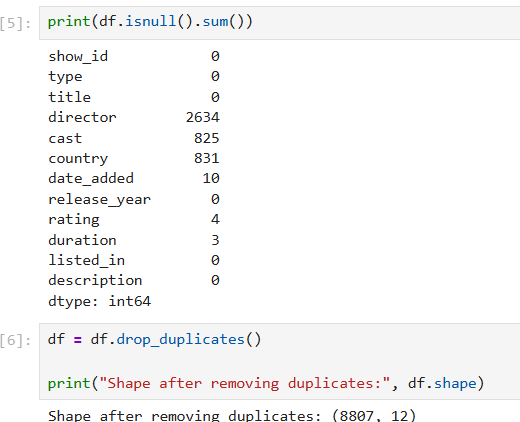 [5]: print(df.isnull().sum())
show_id 0
type 0
title 0
director 2634
cast 825
country 831
date_added 10
release_year 0
rating 4
duration 3
listed_in 0
description 0
dtype: int64
[6]: df = df.drop_duplicates()
print("Shape after removing duplicates:", df.shape)
Shape after removing duplicates: (8807, 12)